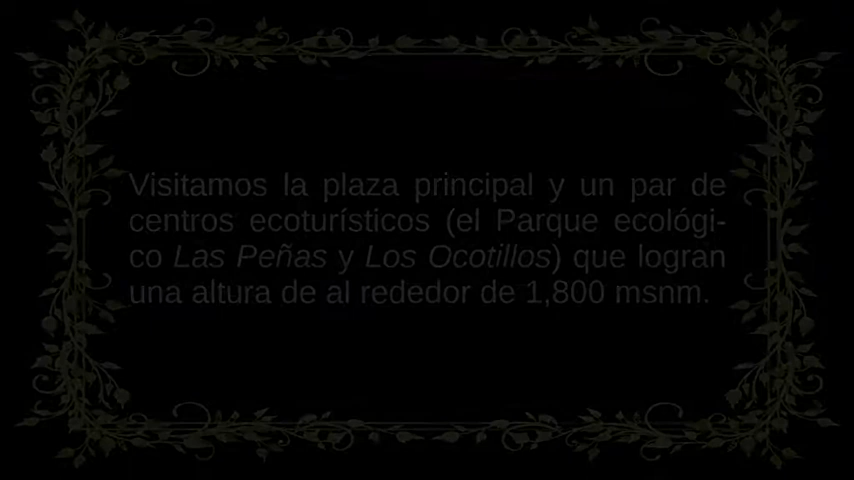 Visitamos la plaza principal y un par de
centros ecoturísticos (el Parque ecológi-
co Las Peñas y Los Ocotillos) que logran
una altura de al rededor de 1,800 msnm.